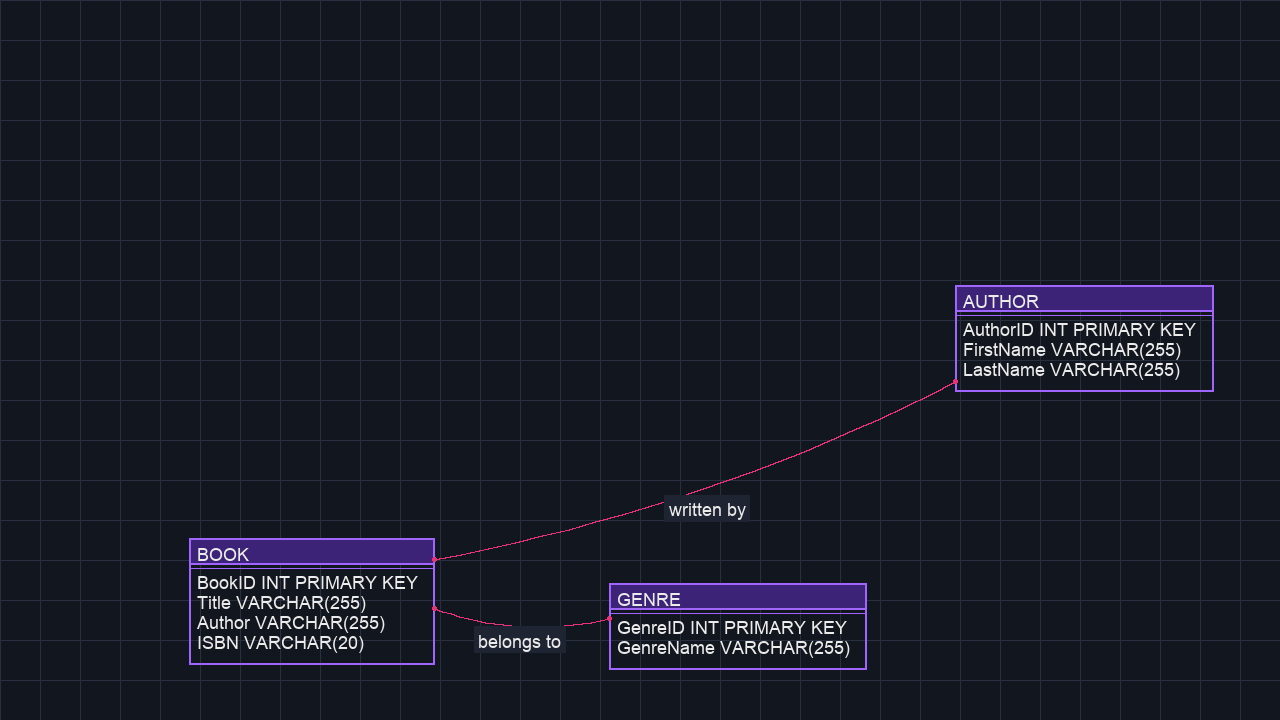 AUTHOR
AuthorID INT PRIMARY KEY
FirstName VARCHAR(255)
LastName VARCHAR(255)
written by
BOOK
BookID INT PRIMARY KEY
Title VARCHAR(255)
Author VARCHAR(255)
ISBN VARCHAR(20)
belongs to
GENRE
GenreID INT PRIMARY KEY
GenreName VARCHAR(255)